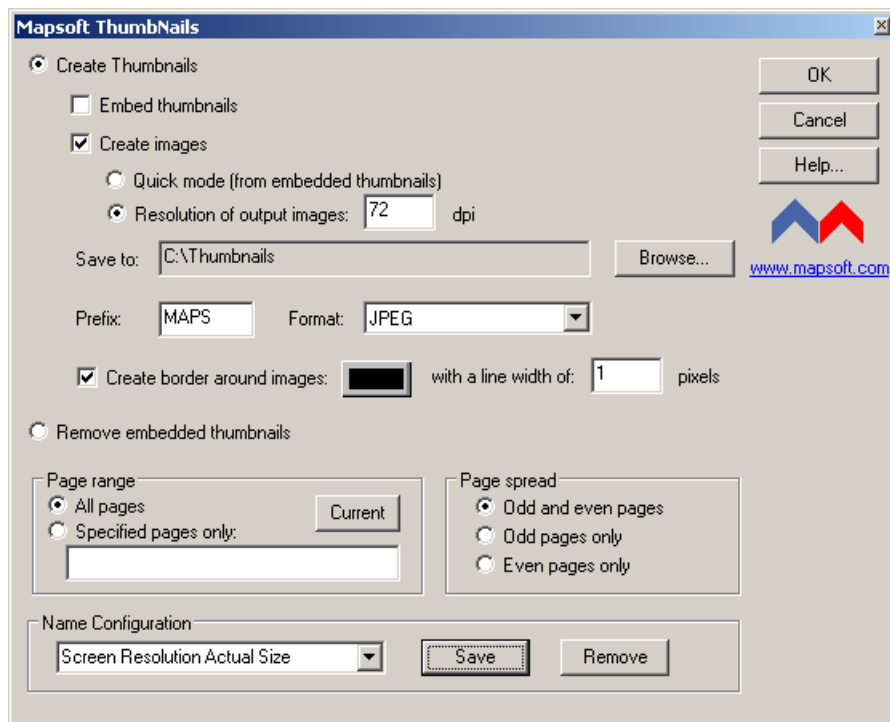 Mapsoft ThumbNails
Create Thumbnails
OK
Embed thumbnails
Cancel
Create images
Help...
Quick mode (from embedded thumbnails)
Resolution of output images: 72 dpi
Save to: C:\Thumbnails Browse...
www.mapsoft.com
Prefix: MAPS Format: JPEG
Create border around images: with a line width of: 1 pixels
Remove embedded thumbnails
Page range
All pages
Current
Specified pages only:
Page spread
Odd and even pages
Odd pages only
Even pages only
Name Configuration
Screen Resolution Actual Size Save Remove